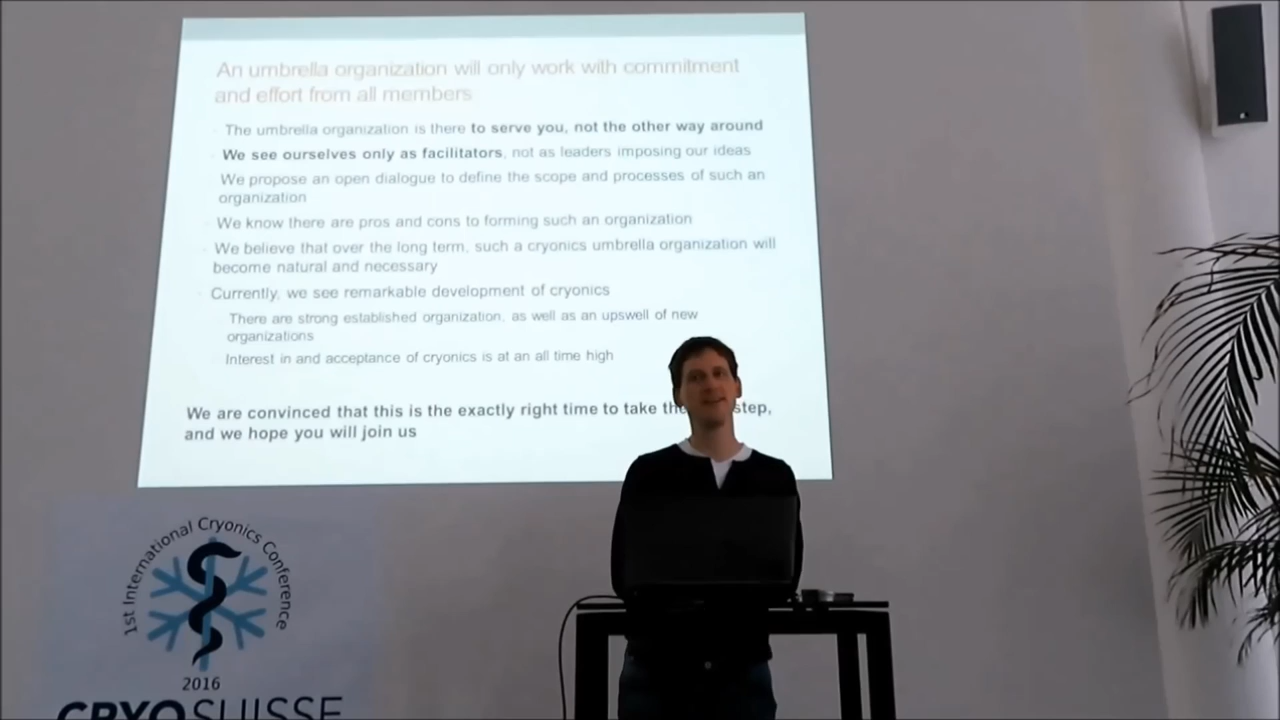 An umbrella organization will only work with commitment
and effort from all members
The umbrella organization is there to serve you, not the other way around
We see ourselves only as facilitators, not as leaders imposing our ideas
We propose an open dialogue to define the scope and processes of such an
organization
We know there are pros and cons to forming such an organization
We believe that over the long term, such a cryonics umbrella organization will
become natural and necessary
Currently, we see remarkable development of cryonics
There are strong established organization, as well as an upswell of new
organizations
Interest in and acceptance of cryonics is at an all time high
We are convinced that this is the exactly right time to take step,
and we hope you will join us
1st International Cryonics Conference
2016
CRYOSUISSE